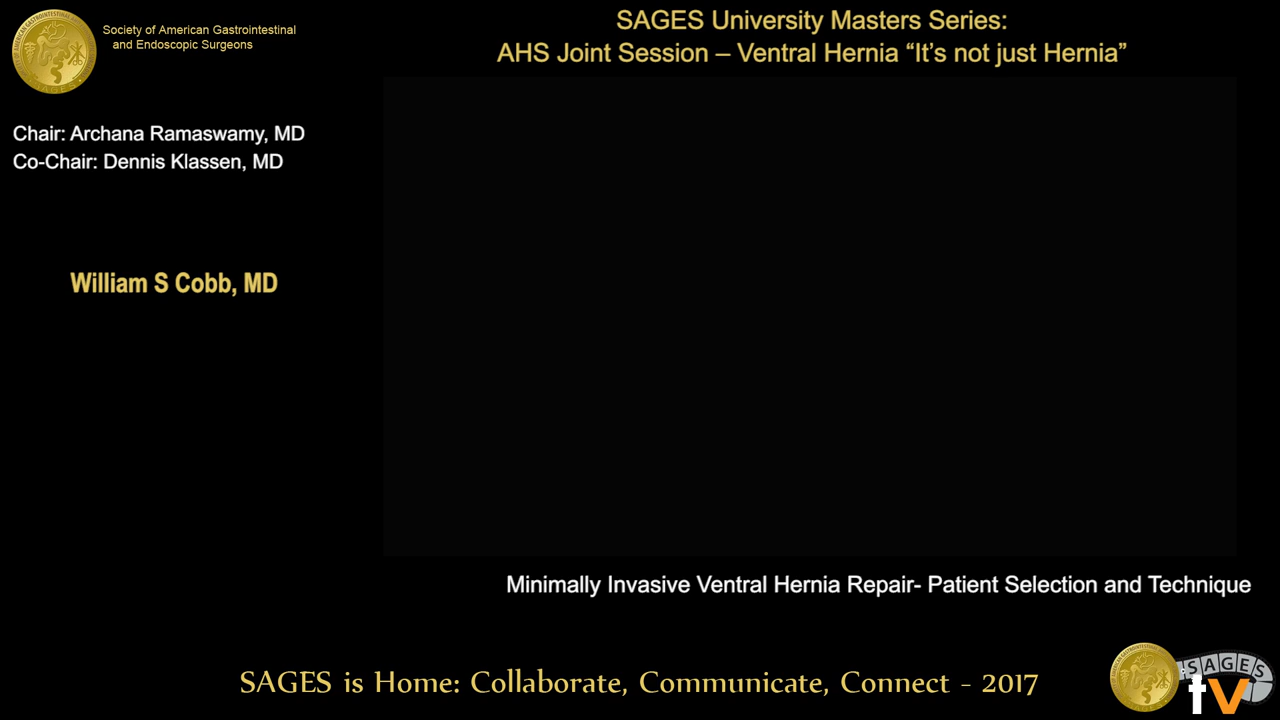 Society of American Gastrointestinal
and Endoscopic Surgeons
SAGES University Masters Series:
AHS Joint Session – Ventral Hernia “It’s not just Hernia”
Chair: Archana Ramaswamy, MD
Co-Chair: Dennis Klassen, MD
William S Cobb, MD
Minimally Invasive Ventral Hernia Repair- Patient Selection and Technique
SAGES is Home: Collaborate, Communicate, Connect - 2017
SAGES
tv